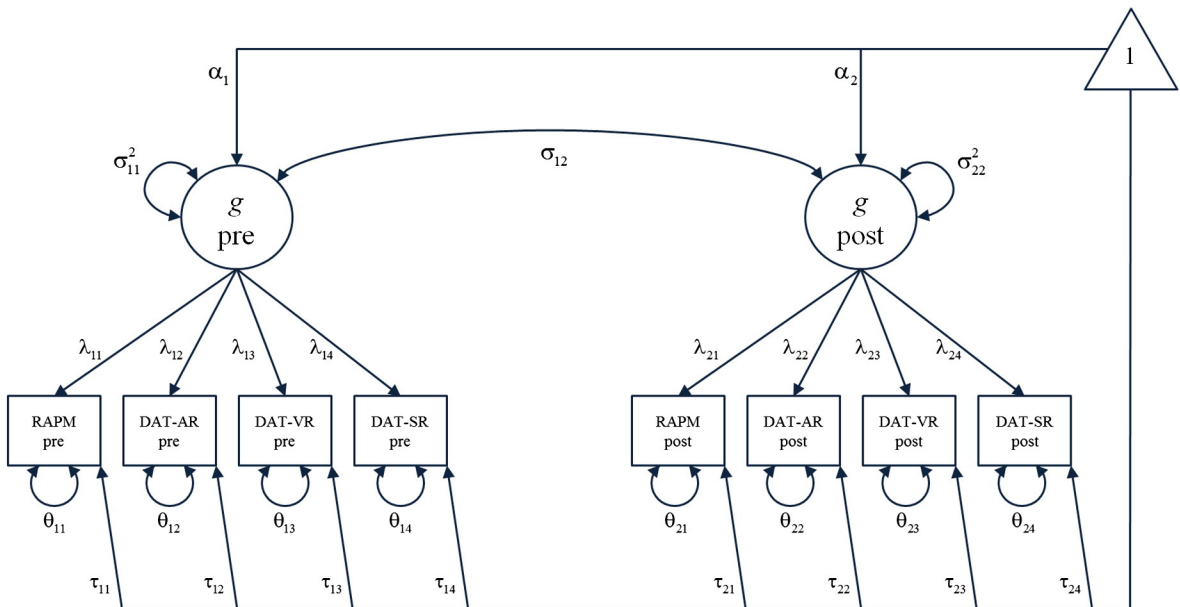 1
α₁
α₂
σ₁₂
σ²₁₁
σ²₂₂
g
pre
g
post
λ₁₁
λ₁₂
λ₁₃
λ₁₄
λ₂₁
λ₂₂
λ₂₃
λ₂₄
RAPM
pre
DAT-AR
pre
DAT-VR
pre
DAT-SR
pre
RAPM
post
DAT-AR
post
DAT-VR
post
DAT-SR
post
θ₁₁
θ₁₂
θ₁₃
θ₁₄
θ₂₁
θ₂₂
θ₂₃
θ₂₄
τ₁₁
τ₁₂
τ₁₃
τ₁₄
τ₂₁
τ₂₂
τ₂₃
τ₂₄